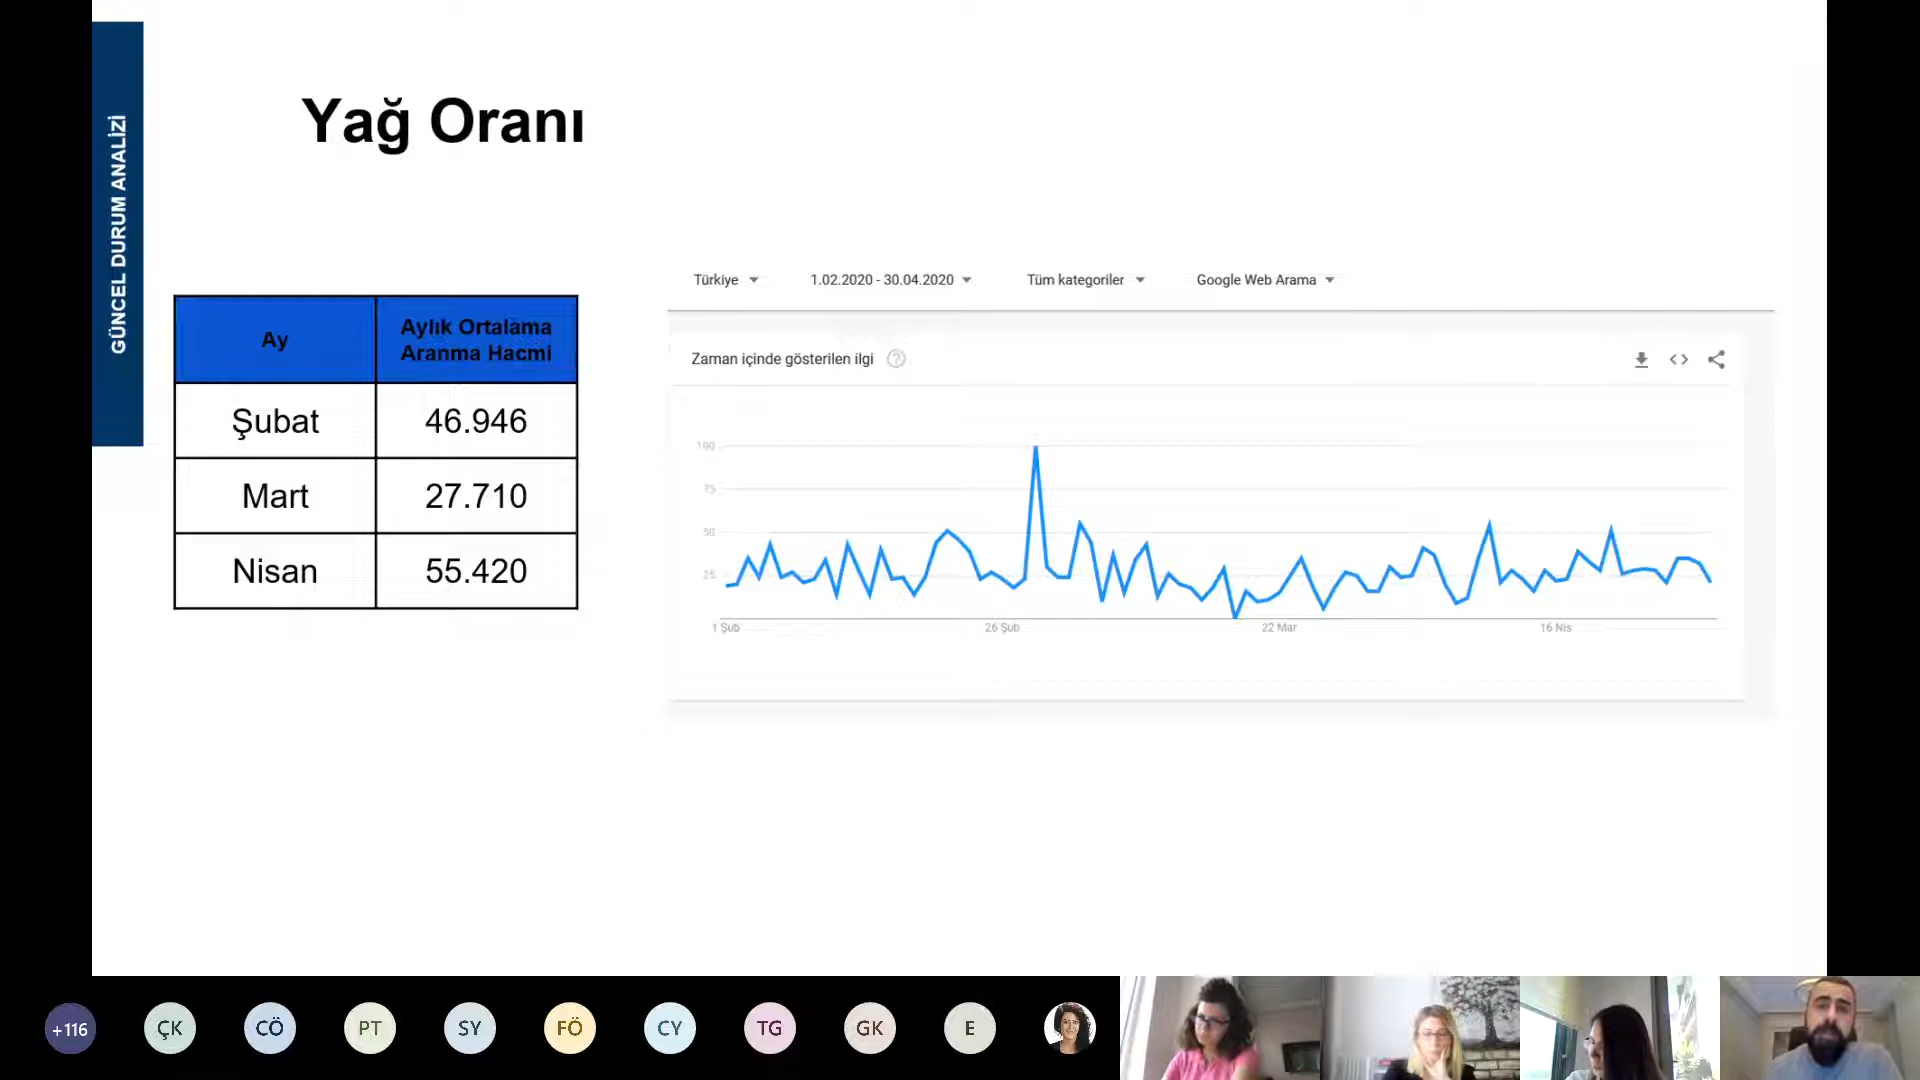 GÜNCEL DURUM ANALİZİ
Yağ Oranı
Ay
Aylık Ortalama
Aranma Hacmi
Şubat
46.946
Mart
27.710
Nisan
55.420
Türkiye
1.02.2020 - 30.04.2020
Tüm kategoriler
Google Web Arama
Zaman içinde gösterilen ilgi
?
100
75
50
25
1 Şub
26 Şub
22 Mar
16 Nis
+116
ÇK
CÖ
PT
SY
FÖ
CY
TG
GK
E